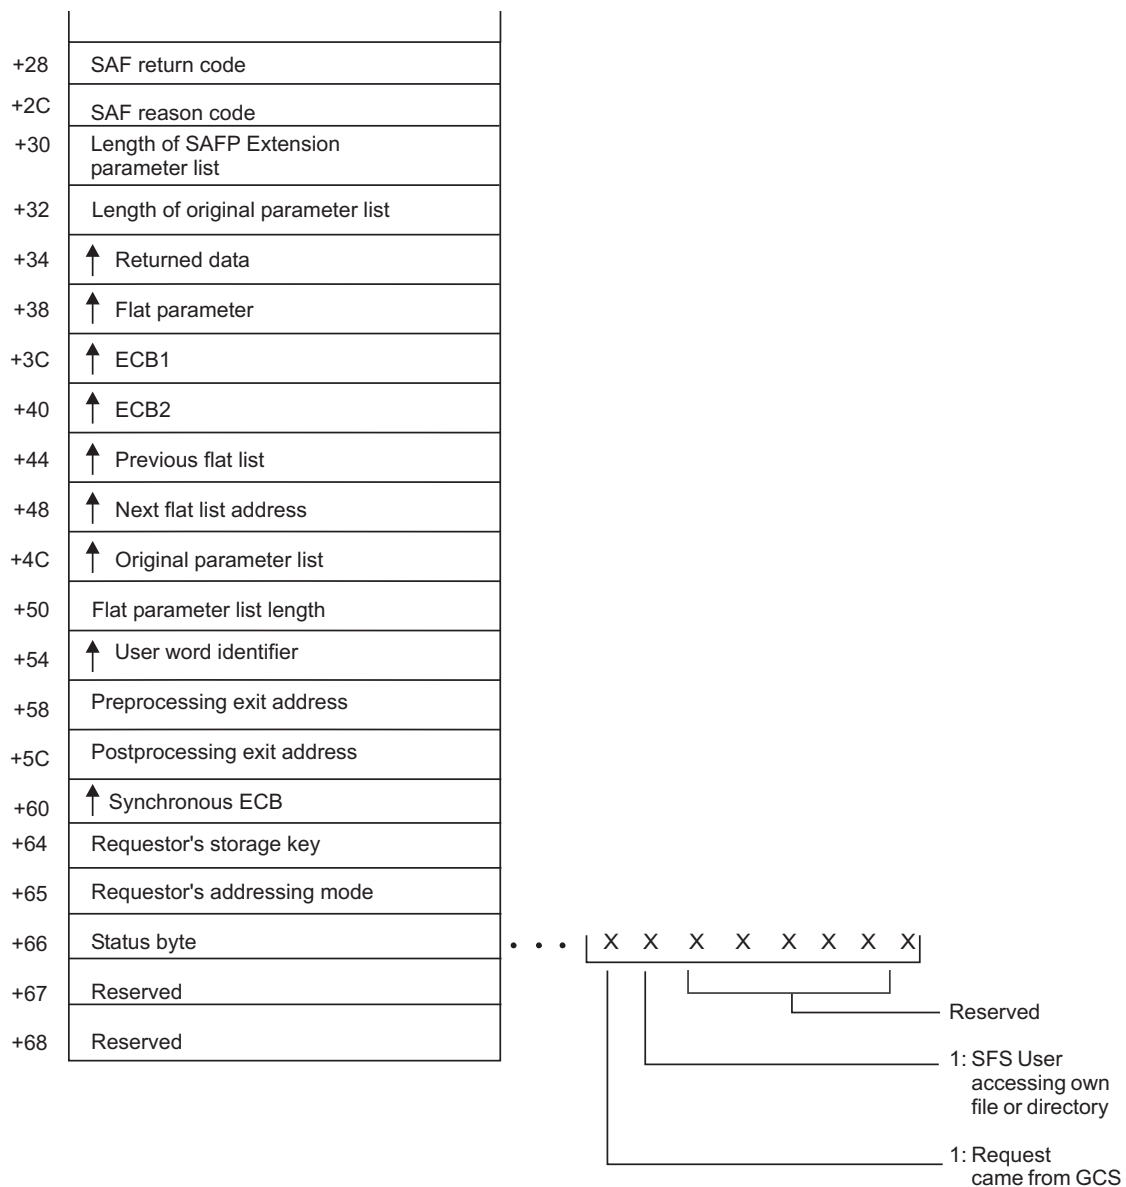 +28 SAF return code
+2C SAF reason code
+30 Length of SAFP Extension
parameter list
+32 Length of original parameter list
+34 Returned data
+38 Flat parameter
+3C ECB1
+40 ECB2
+44 Previous flat list
+48 Next flat list address
+4C Original parameter list
+50 Flat parameter list length
+54 User word identifier
+58 Preprocessing exit address
+5C Postprocessing exit address
+60 Synchronous ECB
+64 Requestor's storage key
+65 Requestor's addressing mode
+66 Status byte . . . X X X X X X X X
+67 Reserved
+68 Reserved
Reserved
1: SFS User
accessing own
file or directory
1: Request
came from GCS